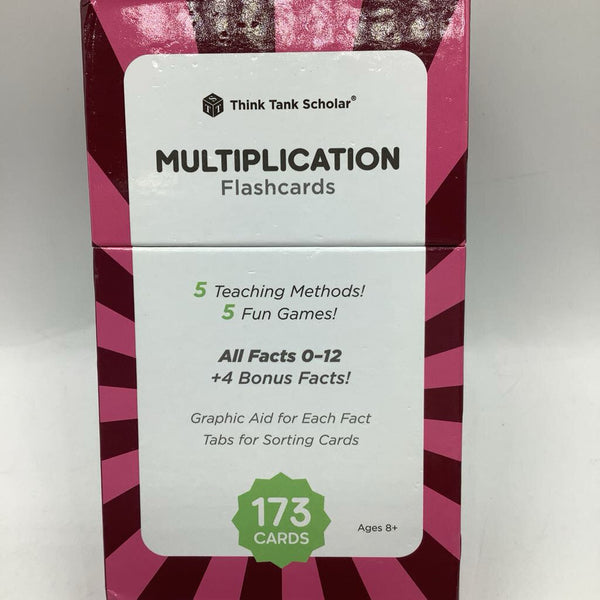 Think Tank Scholar®
MULTIPLICATION
Flashcards
5 Teaching Methods!
5 Fun Games!
All Facts 0–12
+4 Bonus Facts!
Graphic Aid for Each Fact
Tabs for Sorting Cards
173
CARDS
Ages 8+